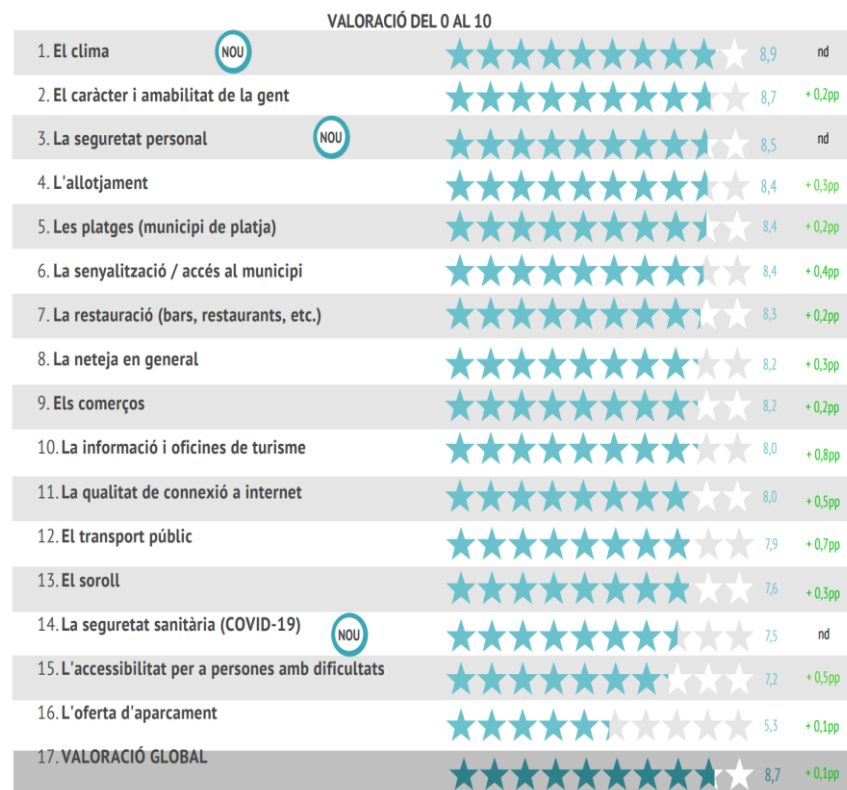 VALORACIÓ DEL 0 AL 10
1. El clima NOU 8,9 nd
2. El caràcter i amabilitat de la gent 8,7 + 0,2pp
3. La seguretat personal NOU 8,5 nd
4. L'allotjament 8,4 + 0,3pp
5. Les platges (municipi de platja) 8,4 + 0,2pp
6. La senyalització / accés al municipi 8,4 + 0,4pp
7. La restauració (bars, restaurants, etc.) 8,3 + 0,2pp
8. La neteja en general 8,2 + 0,3pp
9. Els comerços 8,2 + 0,2pp
10. La informació i oficines de turisme 8,0 + 0,8pp
11. La qualitat de connexió a internet 8,0 + 0,5pp
12. El transport públic 7,9 + 0,7pp
13. El soroll 7,6 + 0,3pp
14. La seguretat sanitària (COVID-19) NOU 7,5 nd
15. L'accessibilitat per a persones amb dificultats 7,2 + 0,5pp
16. L'oferta d'aparcament 5,3 + 0,1pp
17. VALORACIÓ GLOBAL 8,7 + 0,1pp